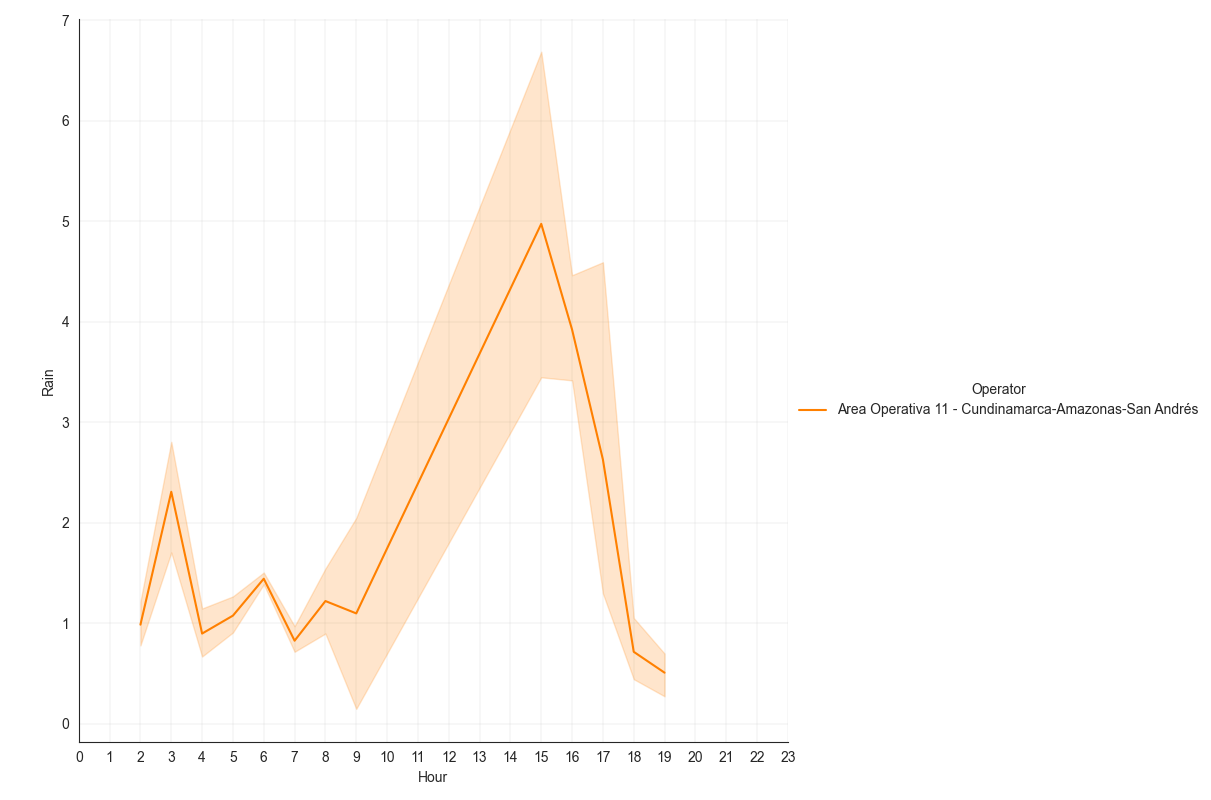 7
6
5
4
3
2
1
0
Rain
0 1 2 3 4 5 6 7 8 9 10 11 12 13 14 15 16 17 18 19 20 21 22 23
Hour
Operator
Area Operativa 11 - Cundinamarca-Amazonas-San Andrés